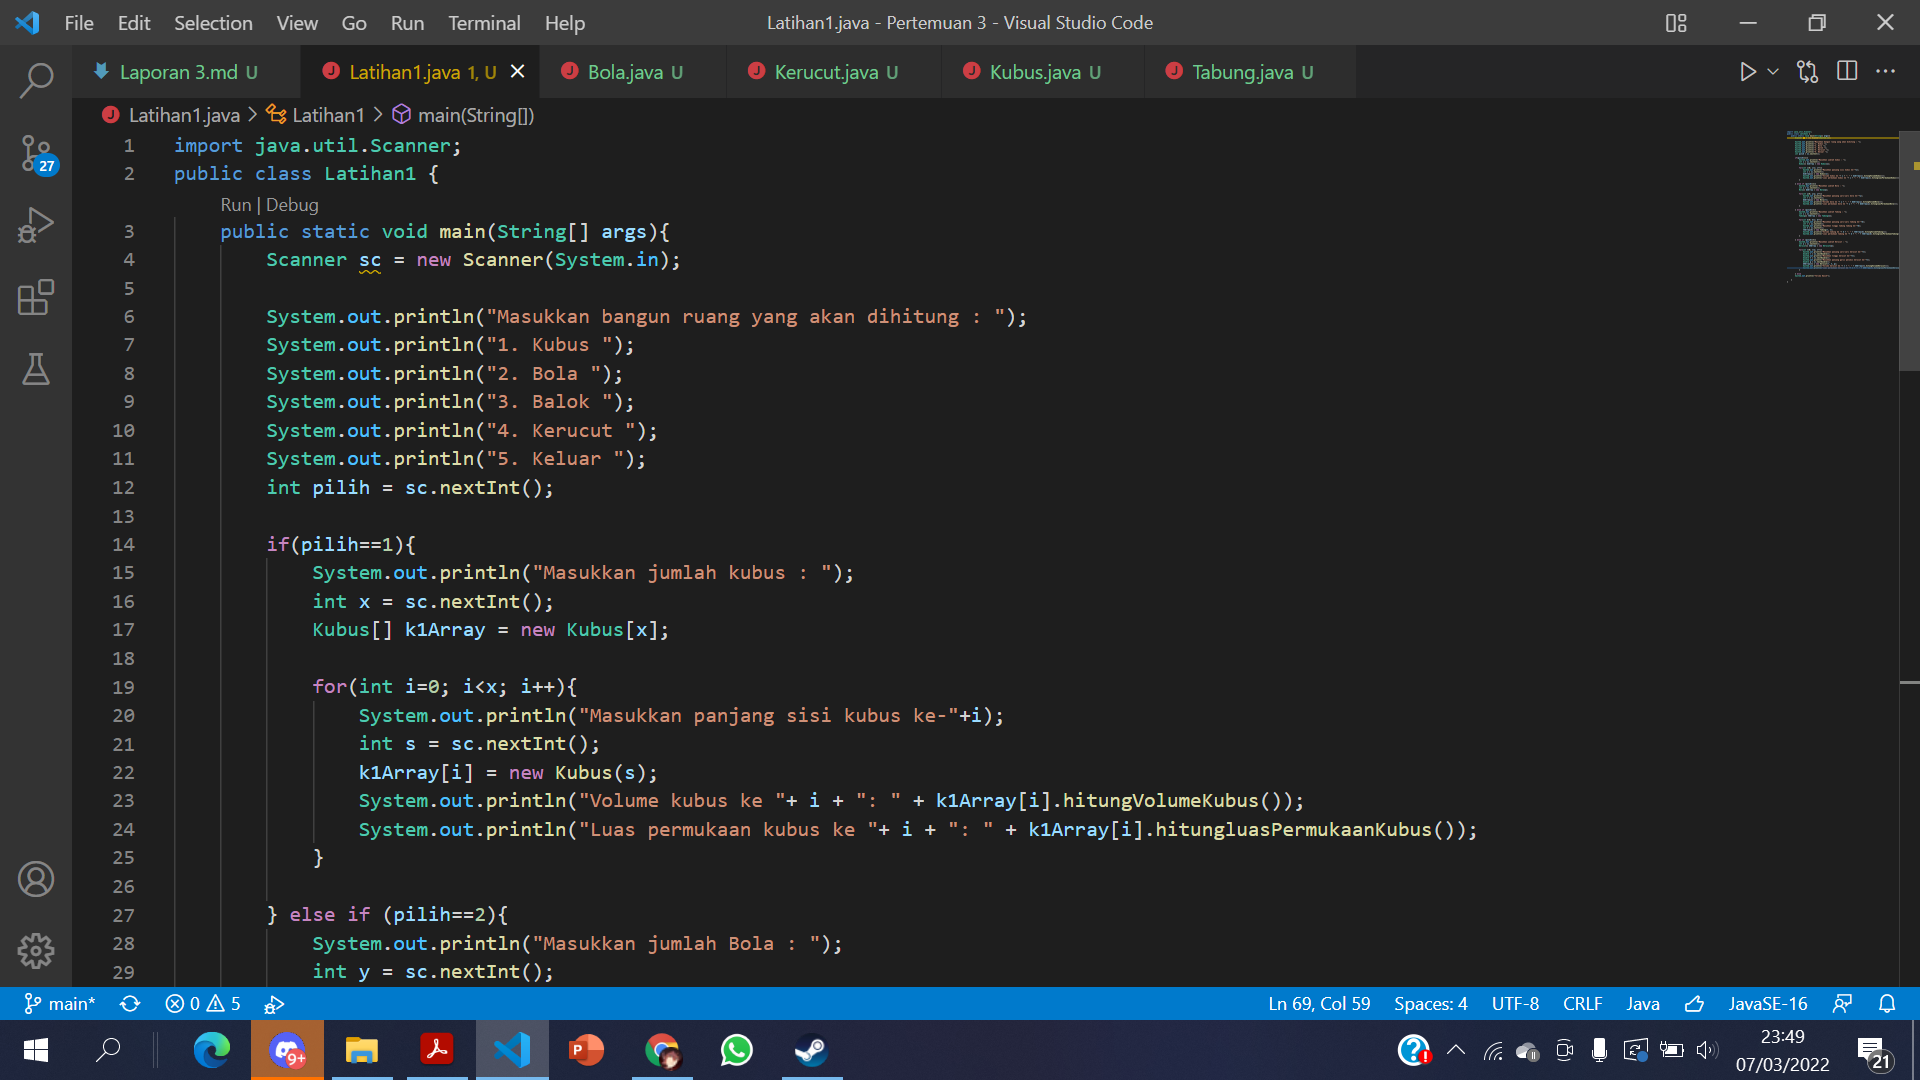 File Edit Selection View Go Run Terminal Help
Latihan1.java - Pertemuan 3 - Visual Studio Code
Laporan 3.md U
Latihan1.java 1, U
Bola.java U
Kerucut.java U
Kubus.java U
Tabung.java U
Latihan1.java > Latihan1 > main(String[])
27
1 import java.util.Scanner;
2 public class Latihan1 {
Run | Debug
3 public static void main(String[] args){
4 Scanner sc = new Scanner(System.in);
5
6 System.out.println("Masukkan bangun ruang yang akan dihitung : ");
7 System.out.println("1. Kubus ");
8 System.out.println("2. Bola ");
9 System.out.println("3. Balok ");
10 System.out.println("4. Kerucut ");
11 System.out.println("5. Keluar ");
12 int pilih = sc.nextInt();
13
14 if(pilih==1){
15 System.out.println("Masukkan jumlah kubus : ");
16 int x = sc.nextInt();
17 Kubus[] k1Array = new Kubus[x];
18
19 for(int i=0; i<x; i++){
20 System.out.println("Masukkan panjang sisi kubus ke-"+i);
21 int s = sc.nextInt();
22 k1Array[i] = new Kubus(s);
23 System.out.println("Volume kubus ke "+ i + ": " + k1Array[i].hitungVolumeKubus());
24 System.out.println("Luas permukaan kubus ke "+ i + ": " + k1Array[i].hitungluasPermukaanKubus());
25 }
26
27 } else if (pilih==2){
28 System.out.println("Masukkan jumlah Bola : ");
29 int y = sc.nextInt();
main* 0 5
Ln 69, Col 59 Spaces: 4 UTF-8 CRLF Java JavaSE-16
9+
23:49
07/03/2022
21